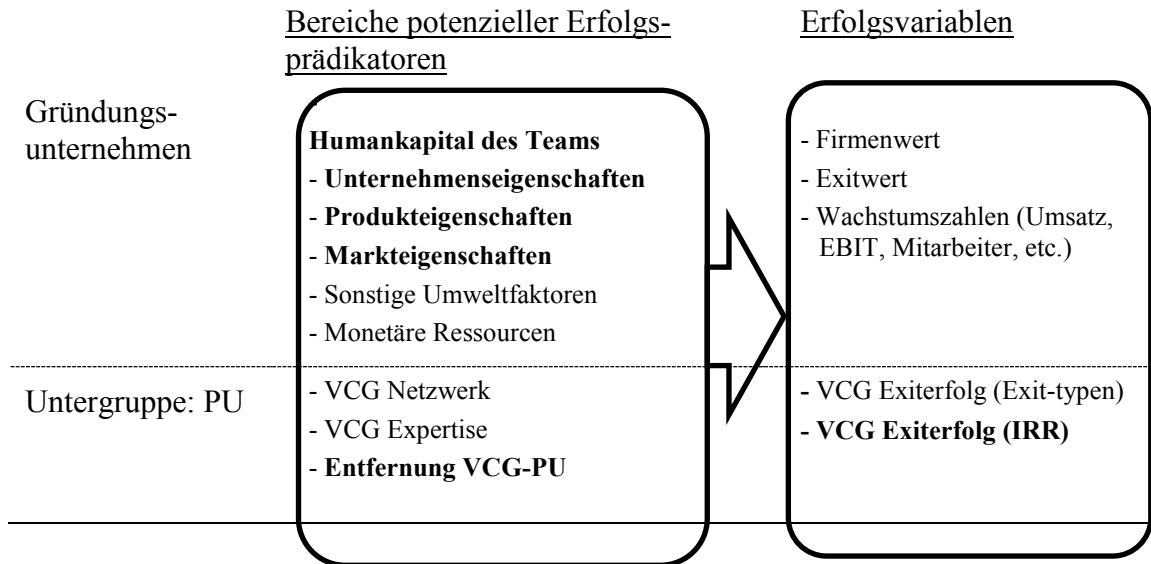 Bereiche potenzieller Erfolgs-
prädikatoren
Erfolgsvariablen
Gründungs-
unternehmen
Humankapital des Teams
- Unternehmenseigenschaften
- Produkteigenschaften
- Markteigenschaften
- Sonstige Umweltfaktoren
- Monetäre Ressourcen
- Firmenwert
- Exitwert
- Wachstumszahlen (Umsatz,
EBIT, Mitarbeiter, etc.)
Untergruppe: PU
- VCG Netzwerk
- VCG Expertise
- Entfernung VCG-PU
- VCG Exiterfolg (Exit-typen)
- VCG Exiterfolg (IRR)